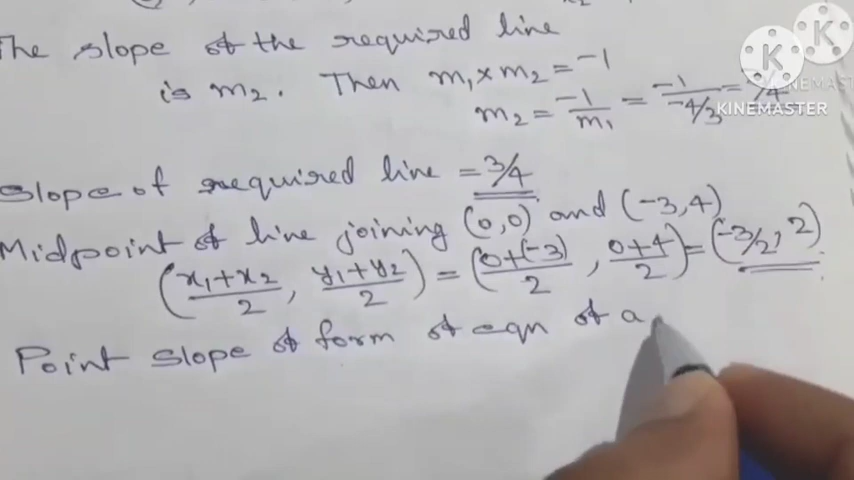 The slope of the required line
is m₂. Then m₁ × m₂ = -1
m₂ = -1/m₁ = -1/(-4/3) = 3/4
KINEMASTER
Slope of required line = 3/4
Midpoint of line joining (0,0) and (-3,4)
((x₁+x₂)/2, (y₁+y₂)/2) = ((0+(-3))/2, (0+4)/2) = (-3/2, 2)
Point slope of form of eqn of a